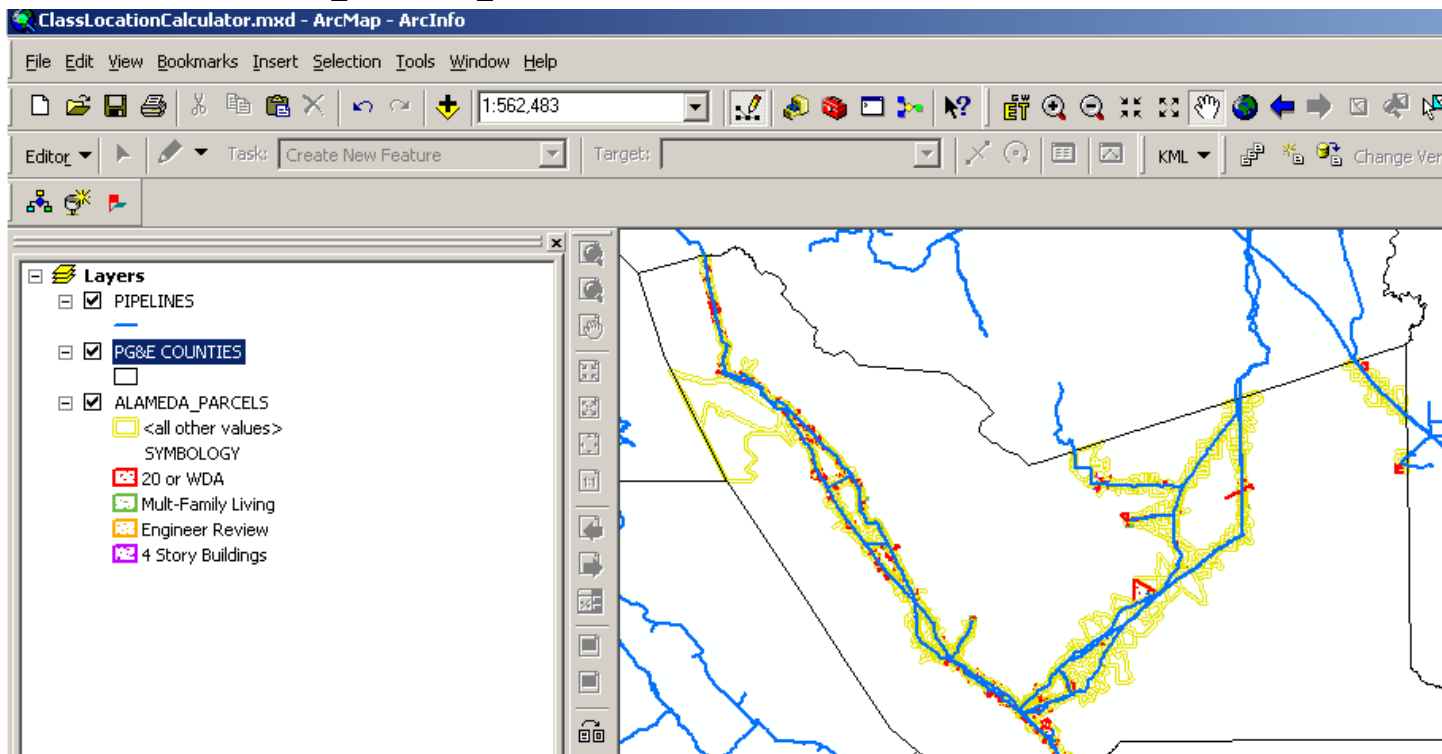 ClassLocationCalculator.mxd - ArcMap - ArcInfo
File Edit View Bookmarks Insert Selection Tools Window Help
1:562,483
Editor Task: Create New Feature Target: KML Change Ver
Layers
PIPELINES
PG&E COUNTIES
ALAMEDA_PARCELS
<all other values>
SYMBOLOGY
20 or WDA
Mult-Family Living
Engineer Review
4 Story Buildings
1:1